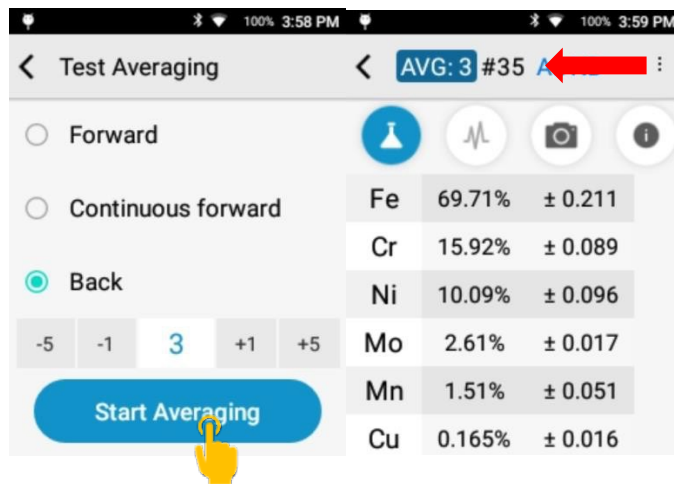 100% 3:58 PM
Test Averaging
Forward
Continuous forward
Back
-5 -1 3 +1 +5
Start Averaging
100% 3:59 PM
AVG: 3 #35
Fe 69.71% ± 0.211
Cr 15.92% ± 0.089
Ni 10.09% ± 0.096
Mo 2.61% ± 0.017
Mn 1.51% ± 0.051
Cu 0.165% ± 0.016